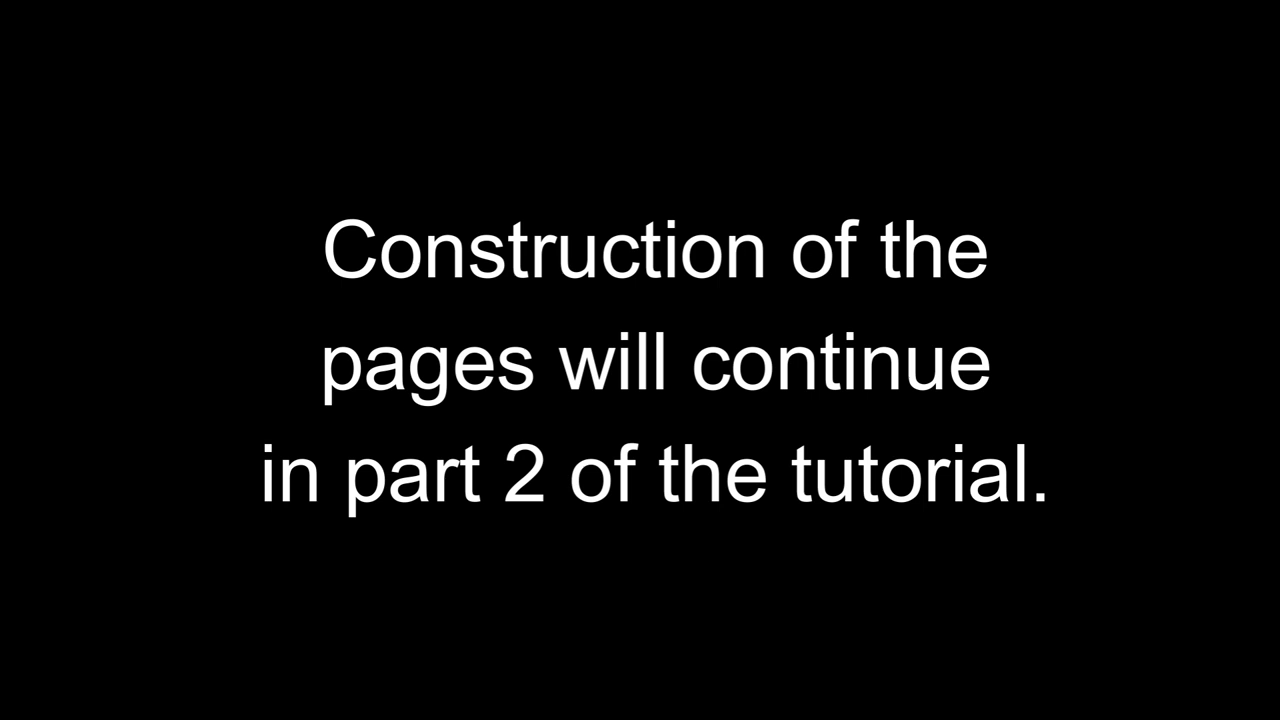 Construction of the
pages will continue
in part 2 of the tutorial.